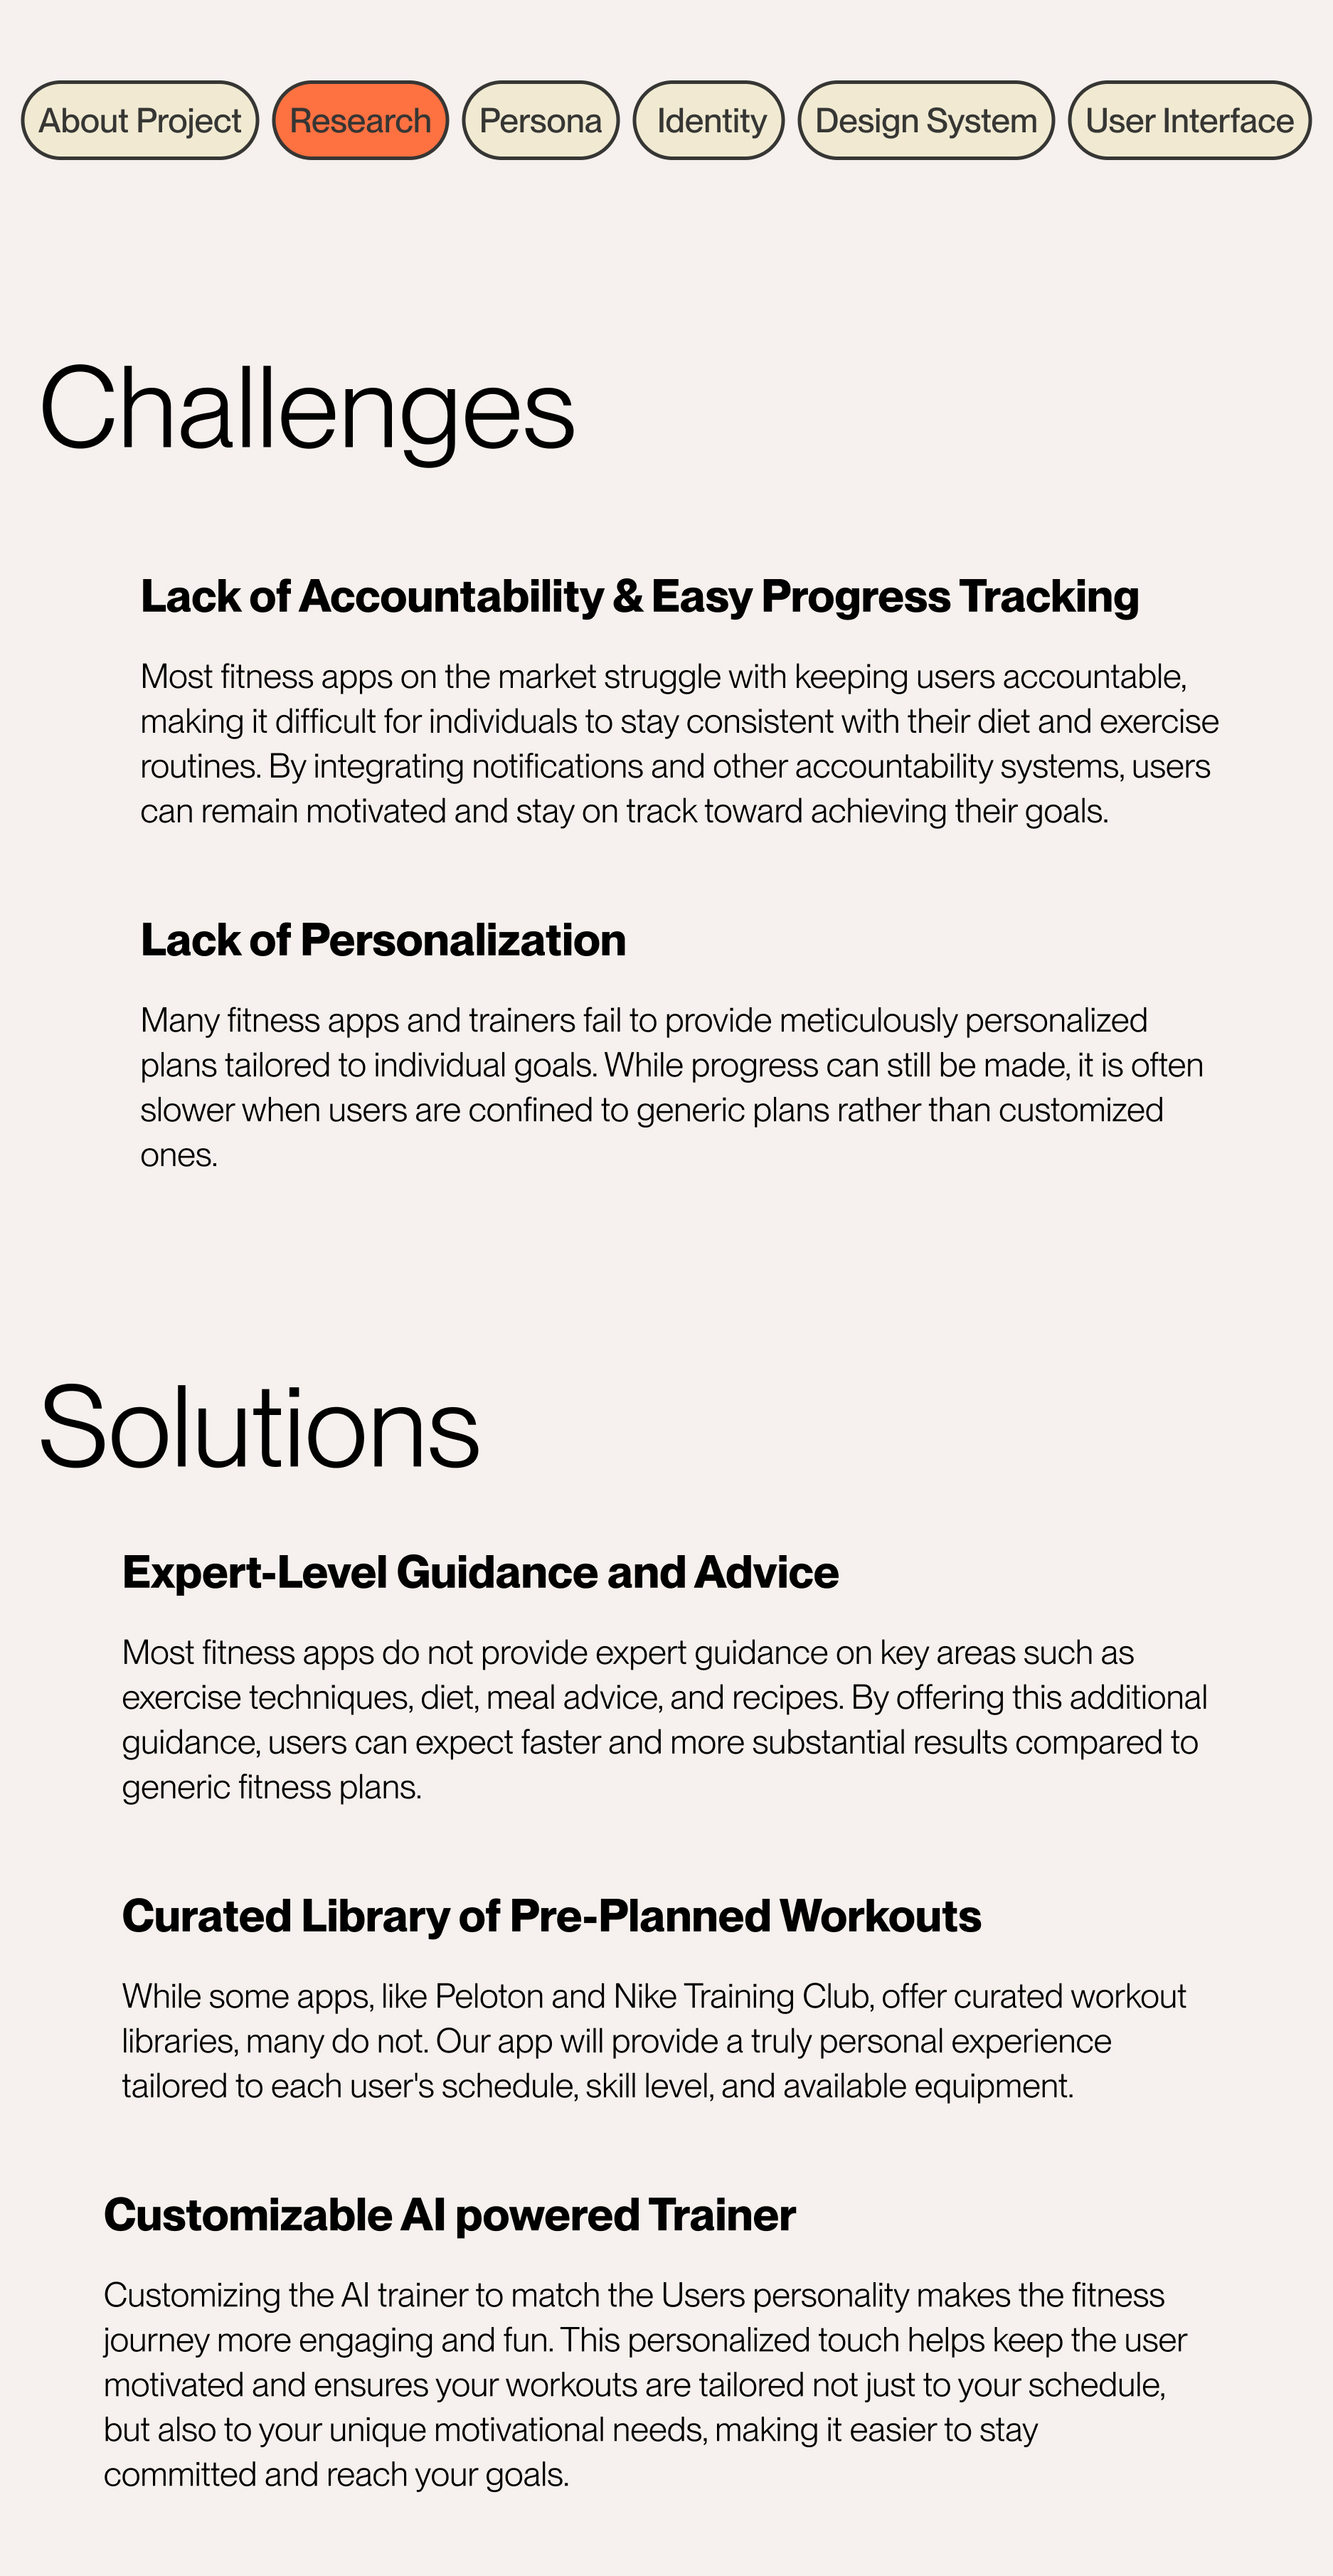 About Project
Research
Persona
Identity
Design System
User Interface
Challenges
Lack of Accountability & Easy Progress Tracking
Most fitness apps on the market struggle with keeping users accountable,
making it difficult for individuals to stay consistent with their diet and exercise
routines. By integrating notifications and other accountability systems, users
can remain motivated and stay on track toward achieving their goals.
Lack of Personalization
Many fitness apps and trainers fail to provide meticulously personalized
plans tailored to individual goals. While progress can still be made, it is often
slower when users are confined to generic plans rather than customized
ones.
Solutions
Expert-Level Guidance and Advice
Most fitness apps do not provide expert guidance on key areas such as
exercise techniques, diet, meal advice, and recipes. By offering this additional
guidance, users can expect faster and more substantial results compared to
generic fitness plans.
Curated Library of Pre-Planned Workouts
While some apps, like Peloton and Nike Training Club, offer curated workout
libraries, many do not. Our app will provide a truly personal experience
tailored to each user's schedule, skill level, and available equipment.
Customizable AI powered Trainer
Customizing the AI trainer to match the Users personality makes the fitness
journey more engaging and fun. This personalized touch helps keep the user
motivated and ensures your workouts are tailored not just to your schedule,
but also to your unique motivational needs, making it easier to stay
committed and reach your goals.